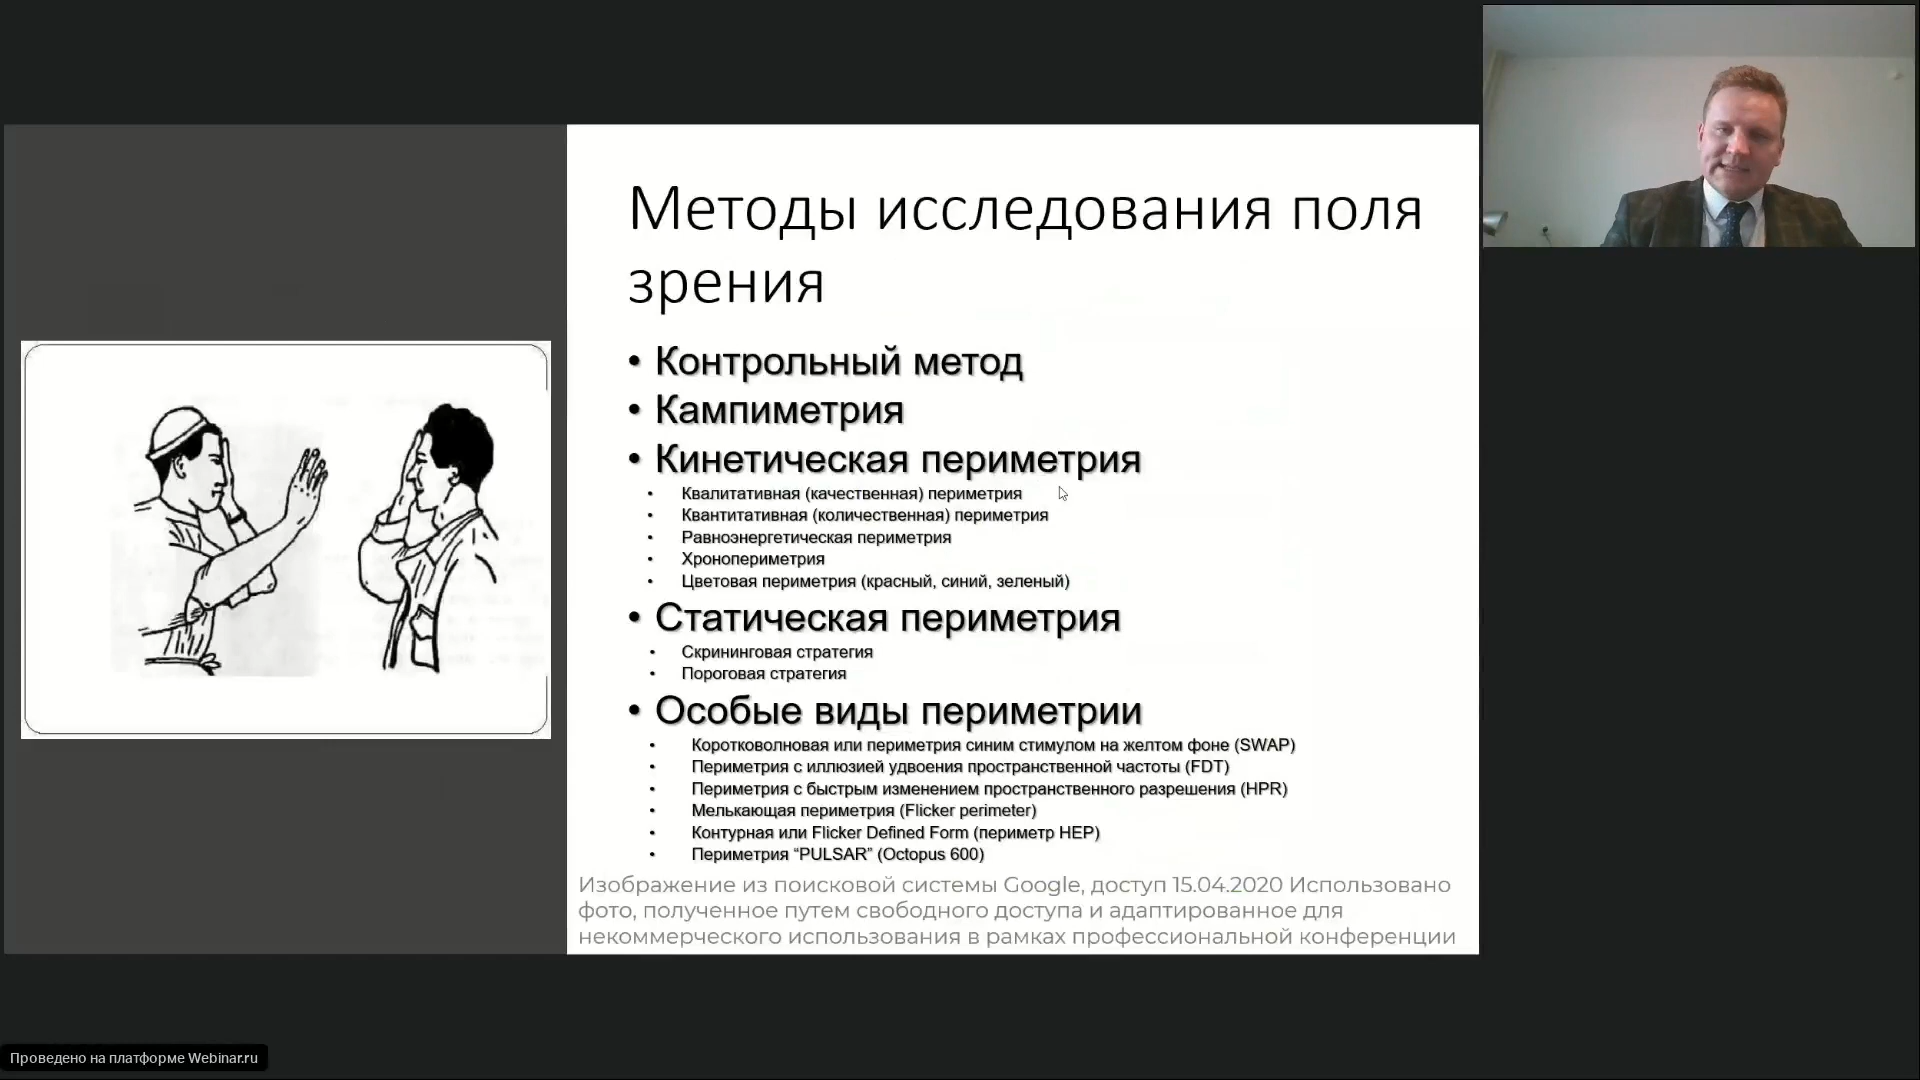 Методы исследования поля
зрения
• Контрольный метод
• Кампиметрия
• Кинетическая периметрия
• Квалитативная (качественная) периметрия
• Квантитативная (количественная) периметрия
• Равноэнергетическая периметрия
• Хронопериметрия
• Цветовая периметрия (красный, синий, зеленый)
• Статическая периметрия
• Скрининговая стратегия
• Пороговая стратегия
• Особые виды периметрии
• Коротковолновая или периметрия синим стимулом на желтом фоне (SWAP)
• Периметрия с иллюзией удвоения пространственной частоты (FDT)
• Периметрия с быстрым изменением пространственного разрешения (HPR)
• Мелькающая периметрия (Flicker perimeter)
• Контурная или Flicker Defined Form (периметр HEP)
• Периметрия “PULSAR” (Octopus 600)
Изображение из поисковой системы Google, доступ 15.04.2020 Использовано
фото, полученное путем свободного доступа и адаптированное для
некоммерческого использования в рамках профессиональной конференции
Проведено на платформе Webinar.ru